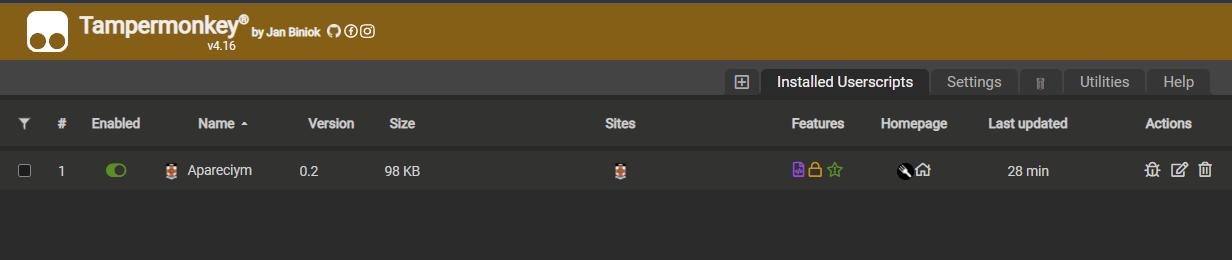 Tampermonkey® by Jan Biniok
v4.16
Installed Userscripts Settings Utilities Help
# Enabled Name Version Size Sites Features Homepage Last updated Actions
1 Apareciym 0.2 98 KB 28 min